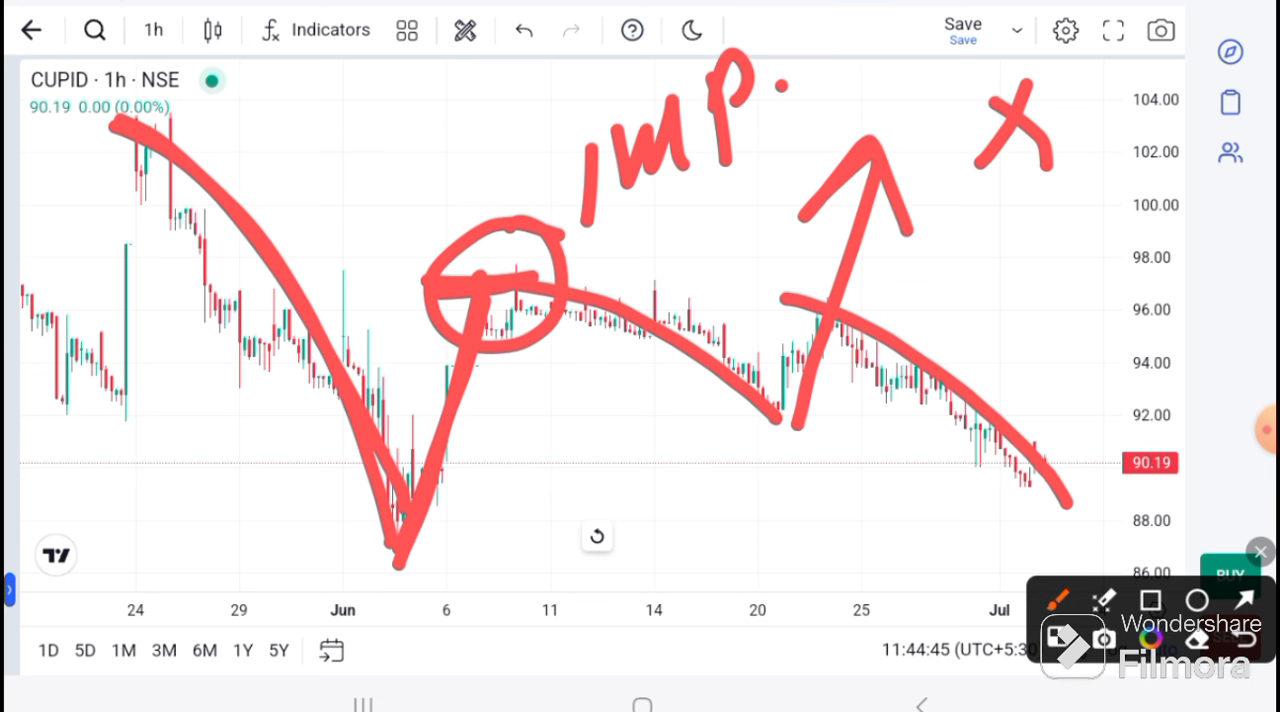 1h Indicators Save
Save
CUPID · 1h · NSE
90.19 0.00 (0.00%)
imp.
x
104.00
102.00
100.00
98.00
96.00
94.00
92.00
90.19
88.00
86.00
BUY
24 29 Jun 6 11 14 20 25 Jul
1D 5D 1M 3M 6M 1Y 5Y 11:44:45 (UTC+5:30
Wondershare
Filmora